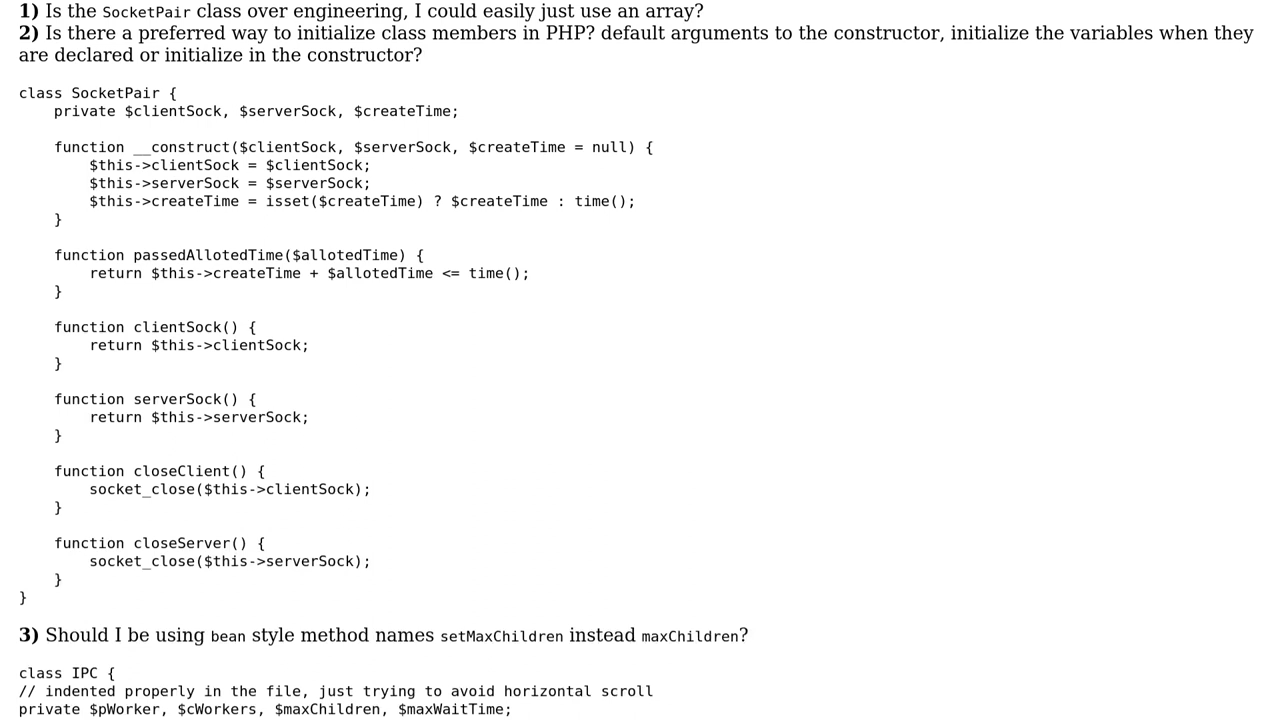 1) Is the SocketPair class over engineering, I could easily just use an array?
2) Is there a preferred way to initialize class members in PHP? default arguments to the constructor, initialize the variables when they
are declared or initialize in the constructor?
class SocketPair {
    private $clientSock, $serverSock, $createTime;
    function __construct($clientSock, $serverSock, $createTime = null) {
        $this->clientSock = $clientSock;
        $this->serverSock = $serverSock;
        $this->createTime = isset($createTime) ? $createTime : time();
    }
    function passedAllotedTime($allotedTime) {
        return $this->createTime + $allotedTime <= time();
    }
    function clientSock() {
        return $this->clientSock;
    }
    function serverSock() {
        return $this->serverSock;
    }
    function closeClient() {
        socket_close($this->clientSock);
    }
    function closeServer() {
        socket_close($this->serverSock);
    }
}
3) Should I be using bean style method names setMaxChildren instead maxChildren?
class IPC {
// indented properly in the file, just trying to avoid horizontal scroll
private $pWorker, $cWorkers, $maxChildren, $maxWaitTime;